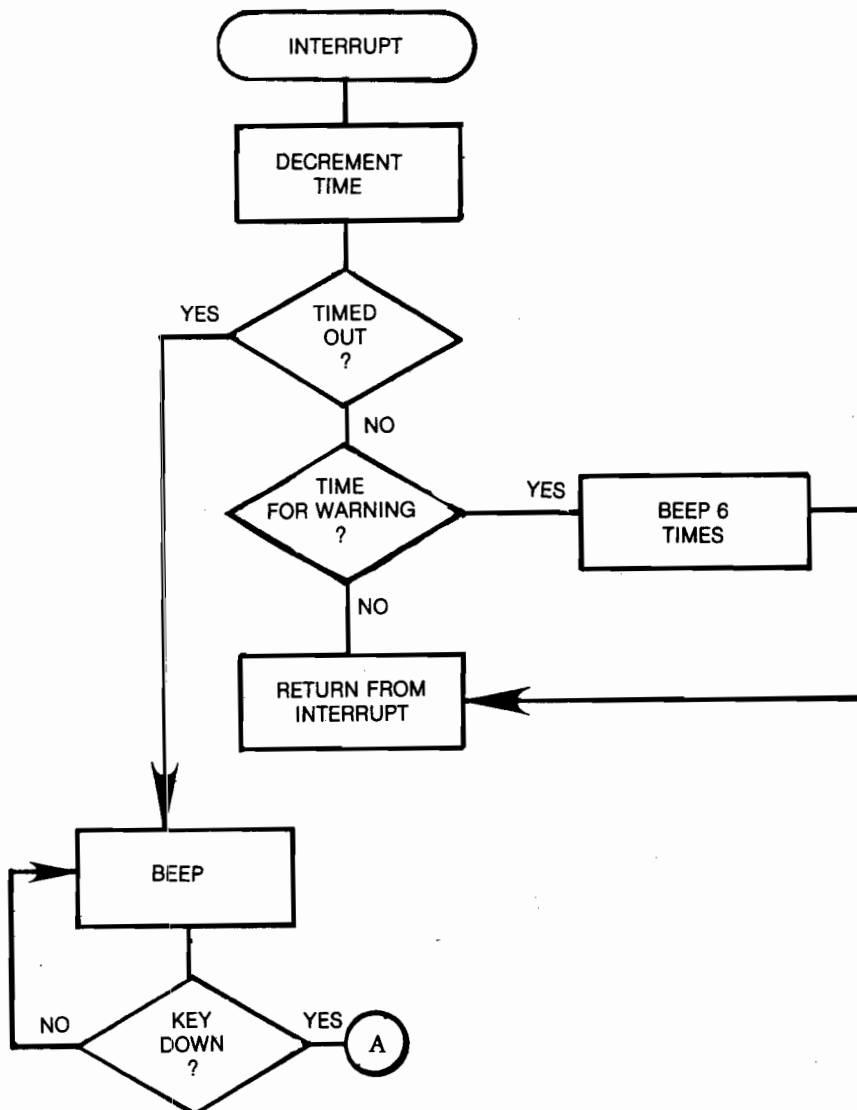 INTERRUPT
DECREMENT
TIME
YES
TIMED
OUT
?
NO
TIME
FOR WARNING
?
YES
BEEP 6
TIMES
NO
RETURN FROM
INTERRUPT
BEEP
NO
KEY
DOWN
?
YES
A